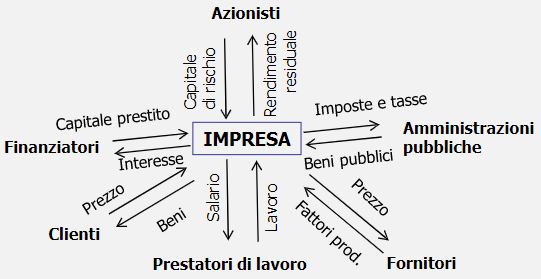 Azionisti
Capitale
di rischio
Rendimento
residuale
Capitale prestito
Imposte e tasse
Finanziatori
IMPRESA
Amministrazioni
pubbliche
Interesse
Beni pubblici
Prezzo
Beni
Salario
Lavoro
Prezzo
Fattori prod.
Clienti
Prestatori di lavoro
Fornitori